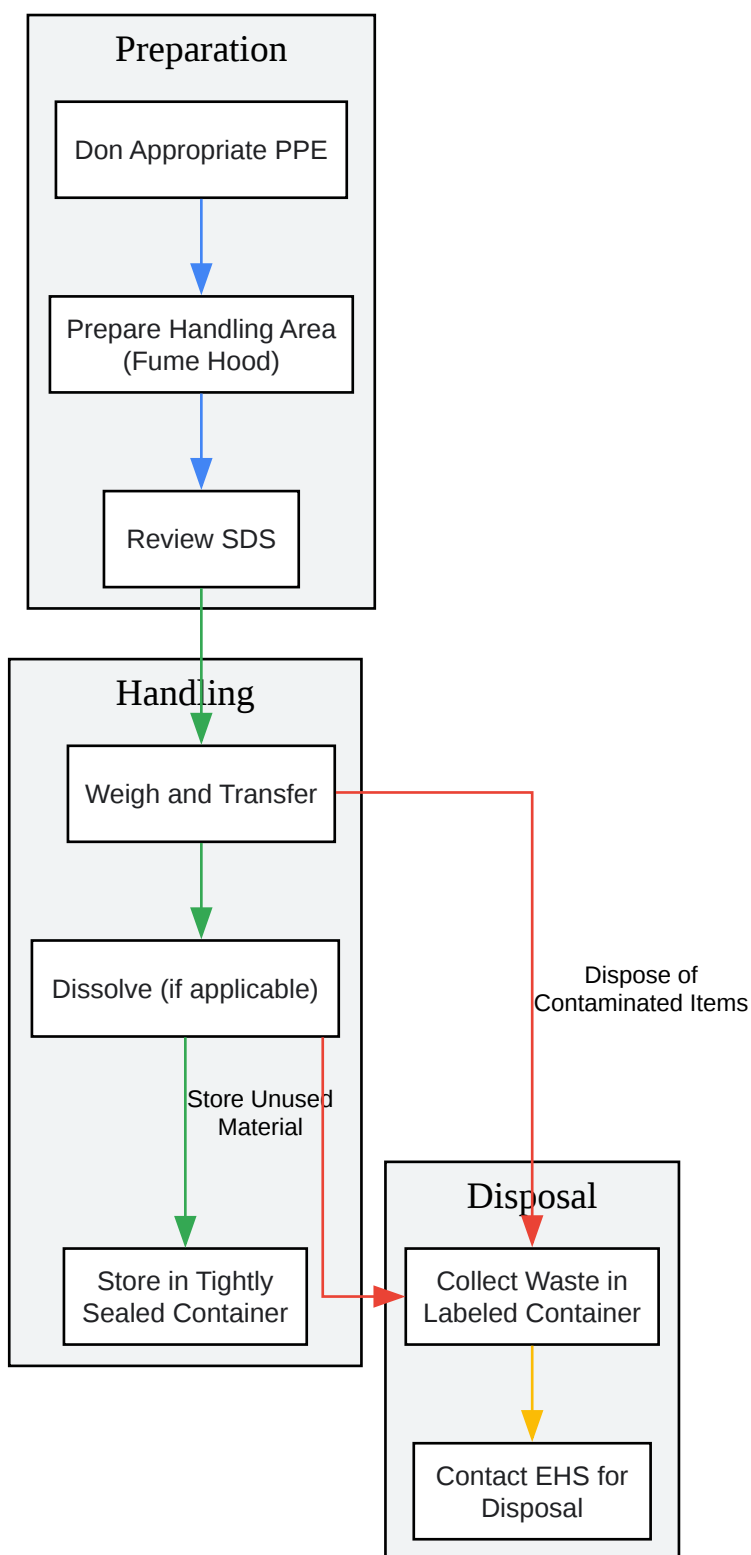 Preparation
Don Appropriate PPE
Prepare Handling Area
(Fume Hood)
Review SDS
Handling
Weigh and Transfer
Dissolve (if applicable)
Dispose of
Contaminated Items
Store Unused
Material
Disposal
Store in Tightly
Sealed Container
Collect Waste in
Labeled Container
Contact EHS for
Disposal